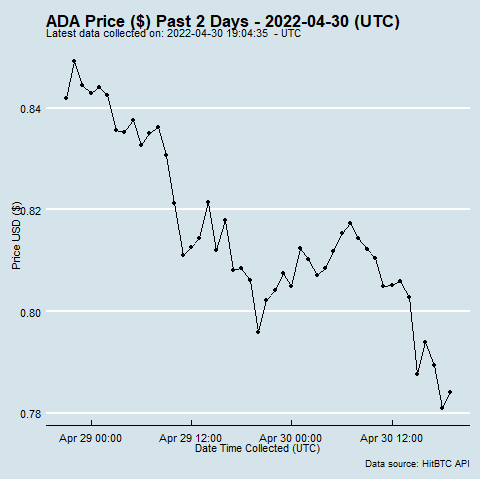 ADA Price ($) Past 2 Days - 2022-04-30 (UTC)
Latest data collected on: 2022-04-30 19:04:35  - UTC
0.84
0.82
0.80
0.78
Price USD ($)
Apr 29 00:00
Apr 29 12:00
Apr 30 00:00
Apr 30 12:00
Date Time Collected (UTC)
Data source: HitBTC API